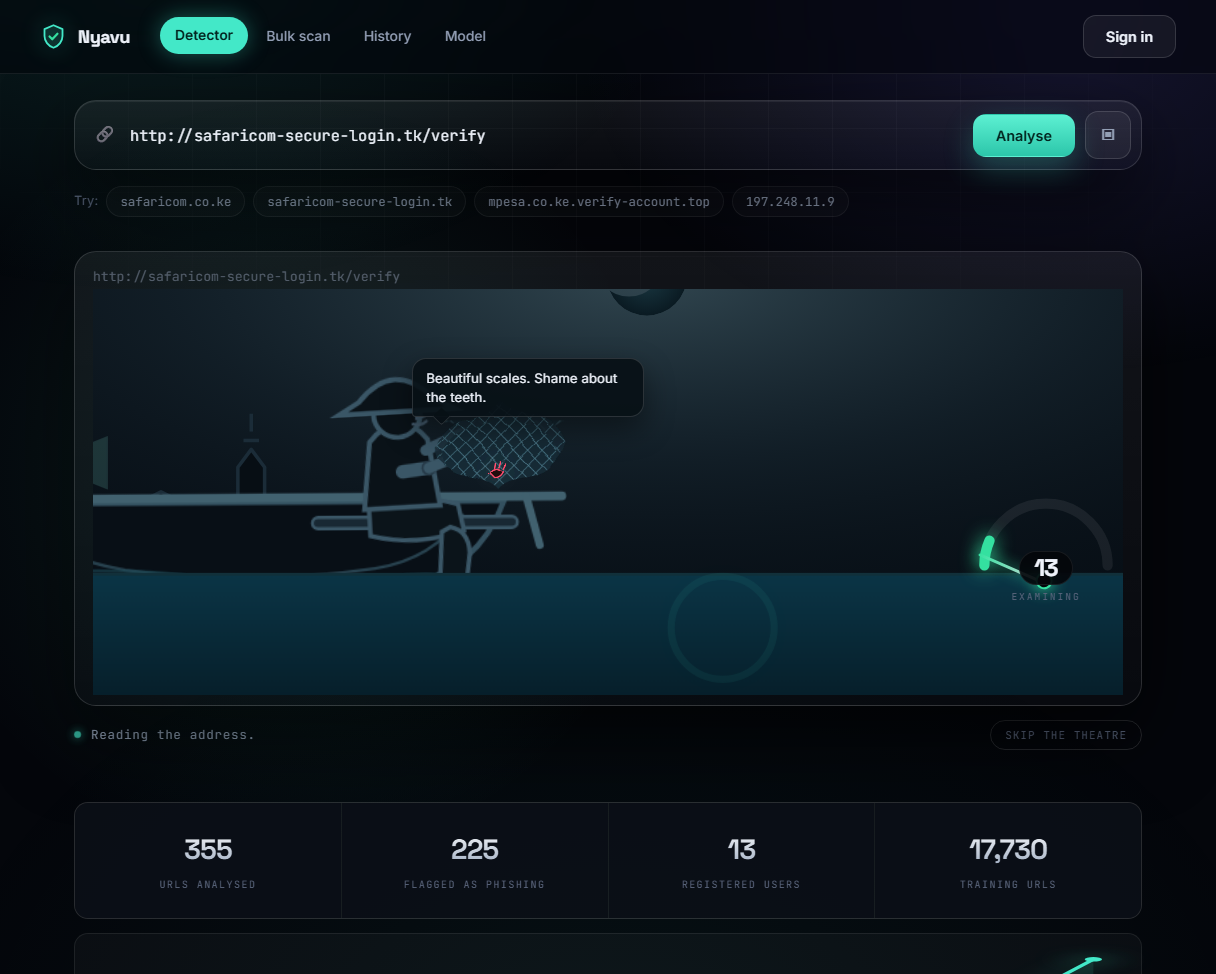 Nyavu
Detector
Bulk scan
History
Model
Sign in
http://safaricom-secure-login.tk/verify
Analyse
Try:
safaricom.co.ke
safaricom-secure-login.tk
mpesa.co.ke.verify-account.top
197.248.11.9
http://safaricom-secure-login.tk/verify
Beautiful scales. Shame about
the teeth.
13
EXAMINING
Reading the address.
SKIP THE THEATRE
355
225
13
17,730
URLS ANALYSED
FLAGGED AS PHISHING
REGISTERED USERS
TRAINING URLS